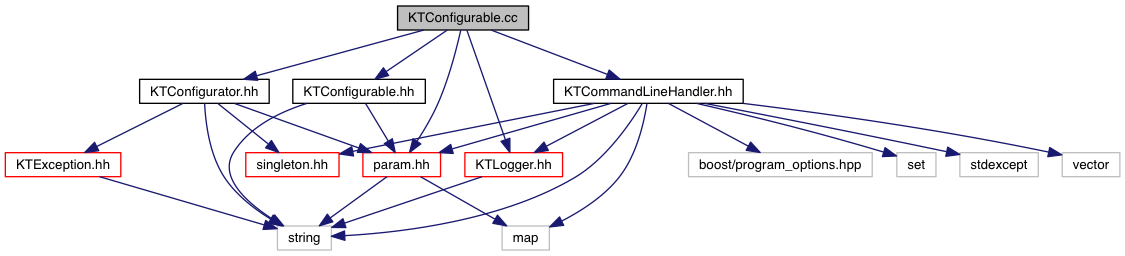 KTConfigurable.cc
KTConfigurator.hh
KTConfigurable.hh
KTCommandLineHandler.hh
KTException.hh
singleton.hh
param.hh
KTLogger.hh
boost/program_options.hpp
set
stdexcept
vector
string
map